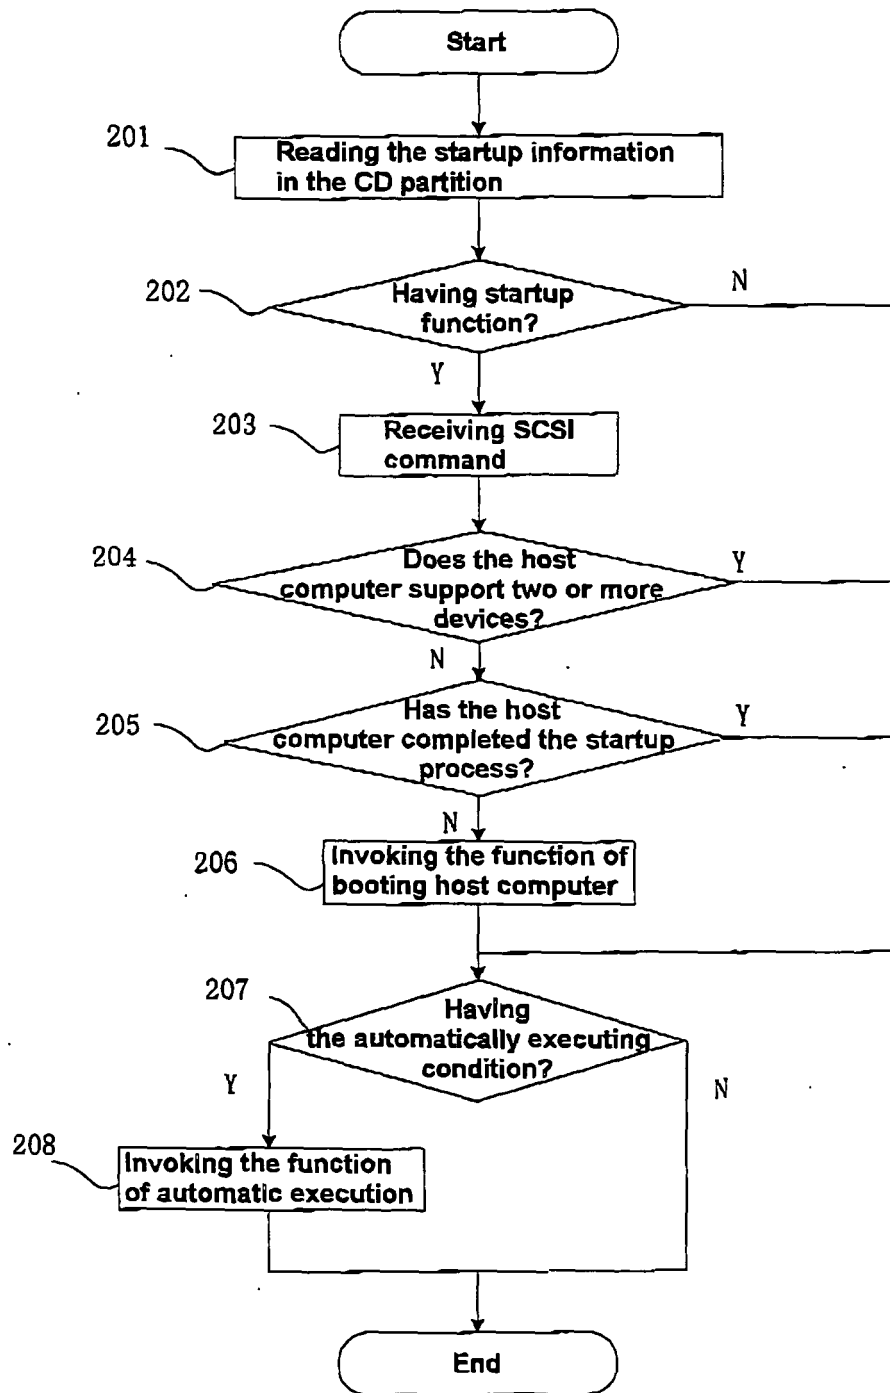 Start
201
Reading the startup information
in the CD partition
202
Having startup
function?
N
Y
203
Receiving SCSI
command
204
Does the host
computer support two or more
devices?
Y
N
205
Has the host
computer completed the startup
process?
Y
N
206
Invoking the function of
booting host computer
207
Having
the automatically executing
condition?
Y
N
208
Invoking the function
of automatic execution
End